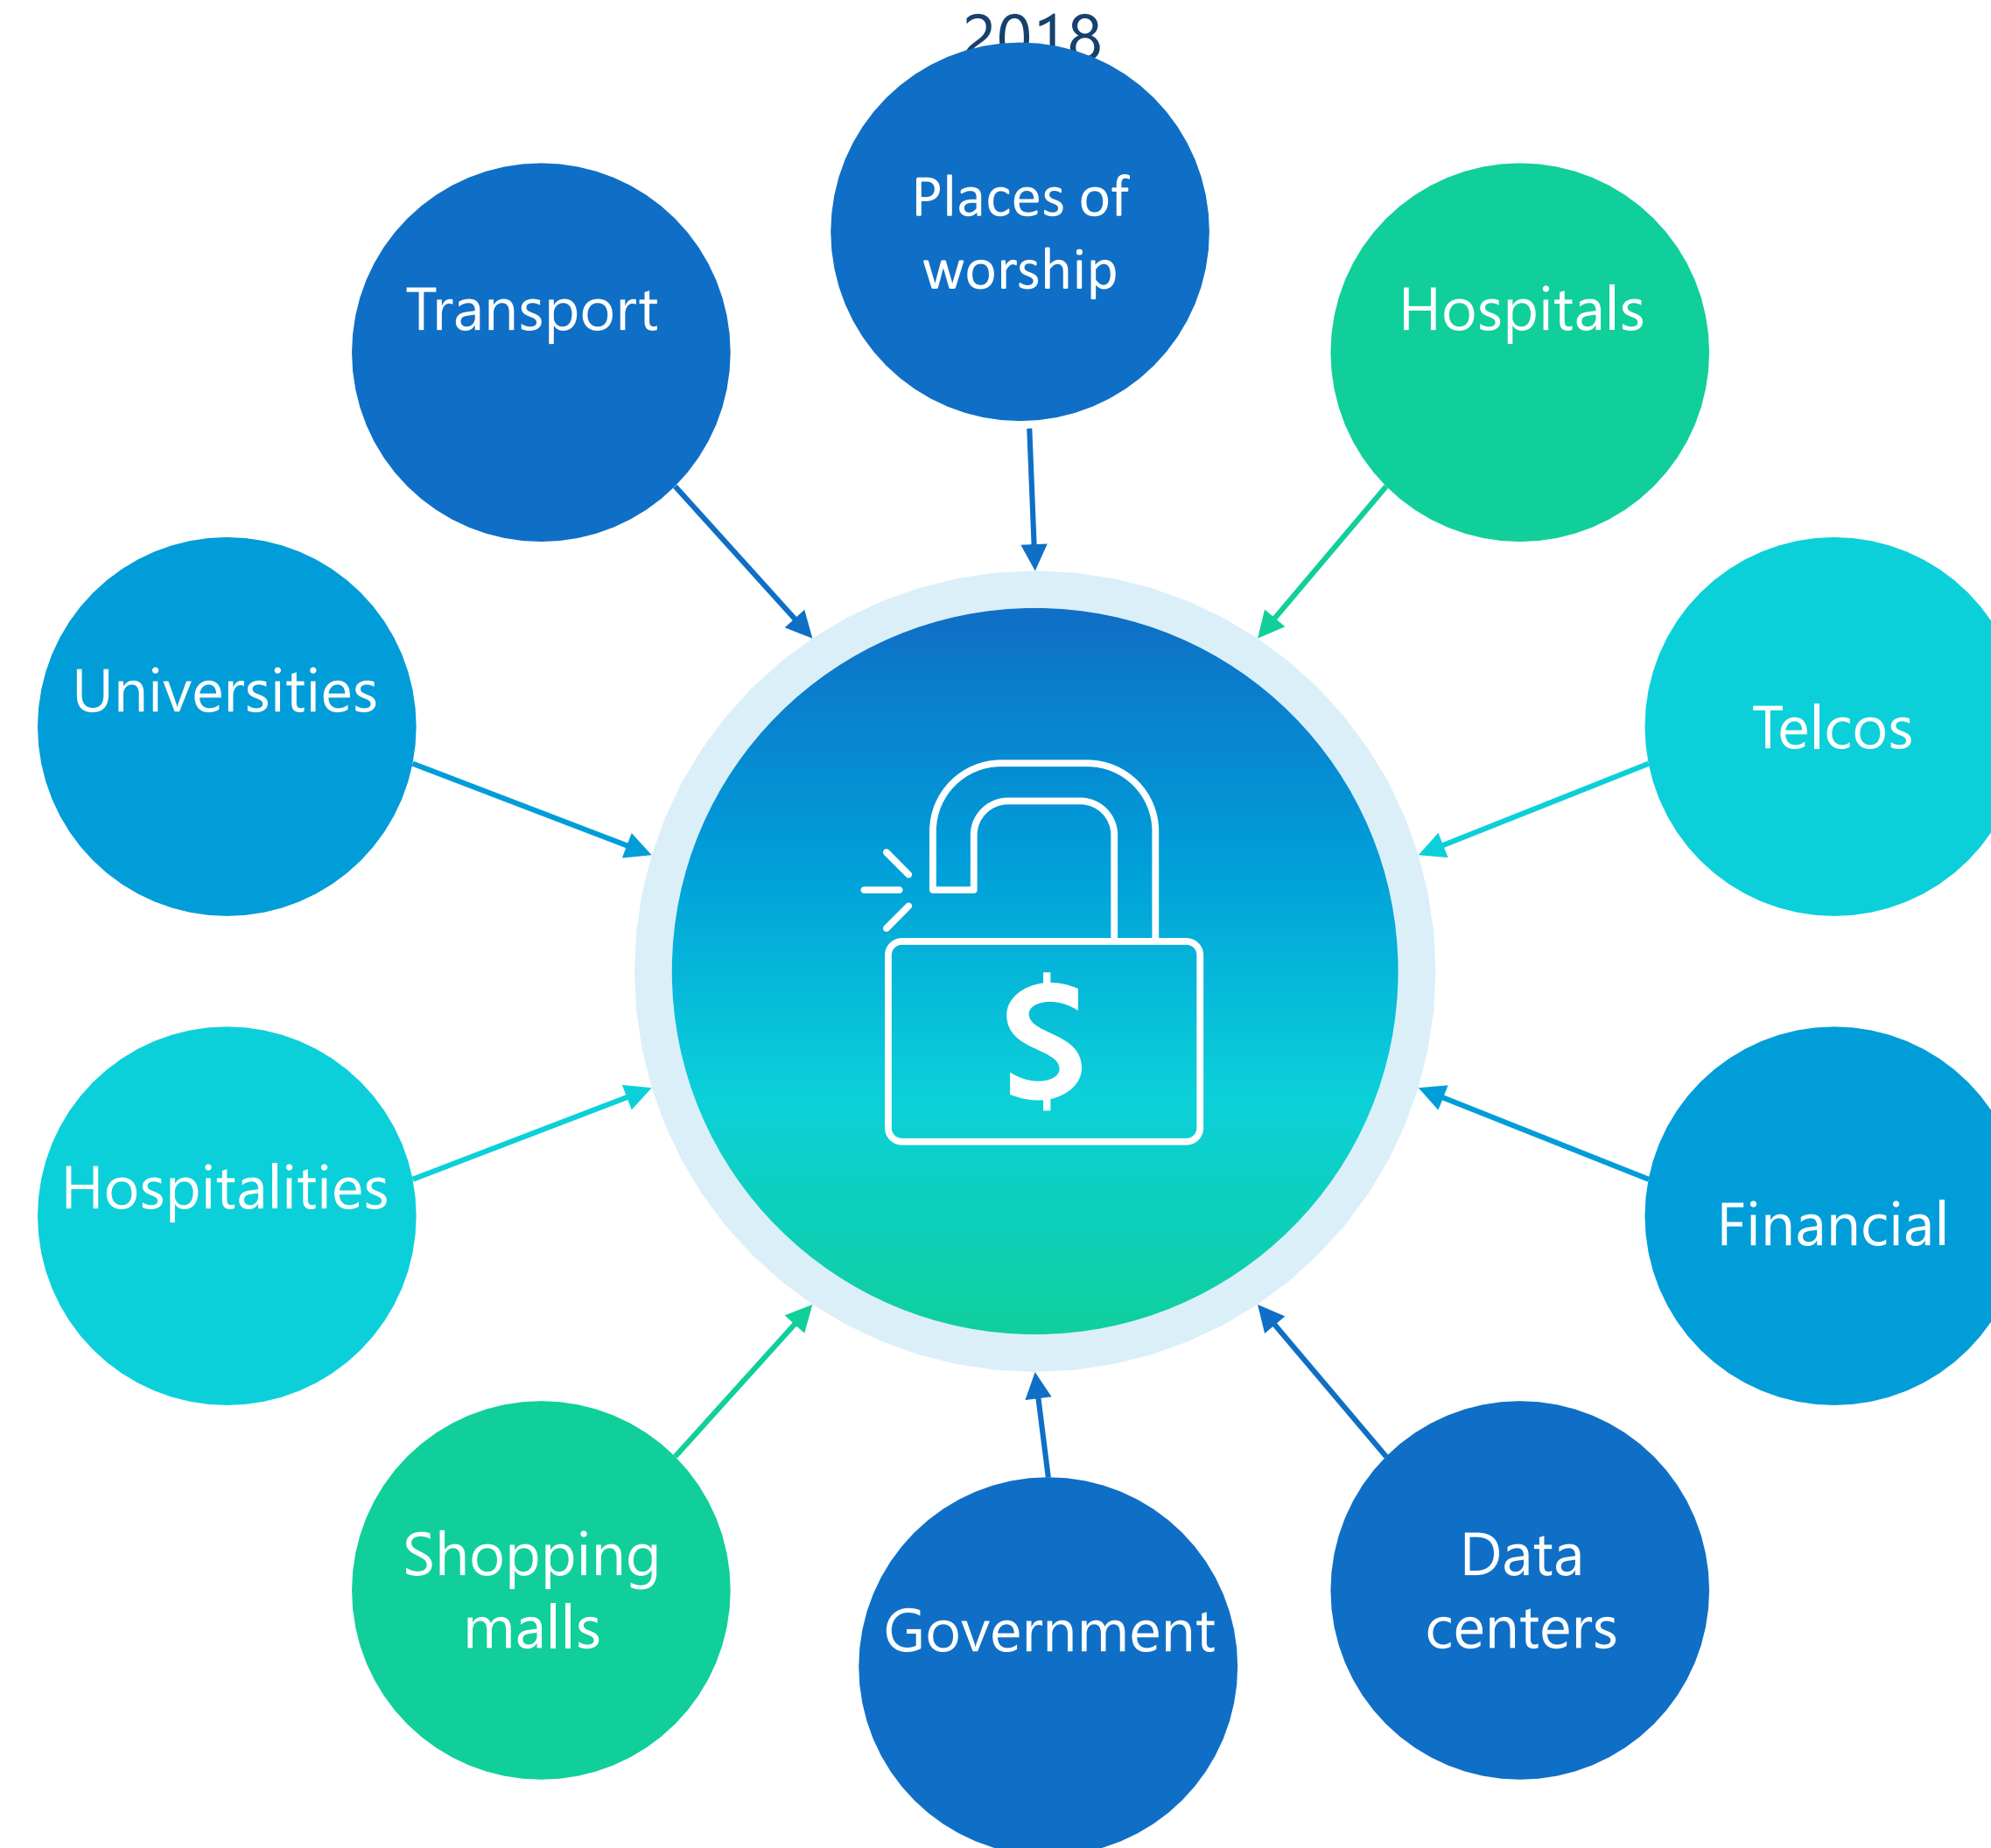 2018
Places of
worship
Transport
Hospitals
Universities
Telcos
$
Hospitalities
Financial
Shopping
malls
Government
Data
centers